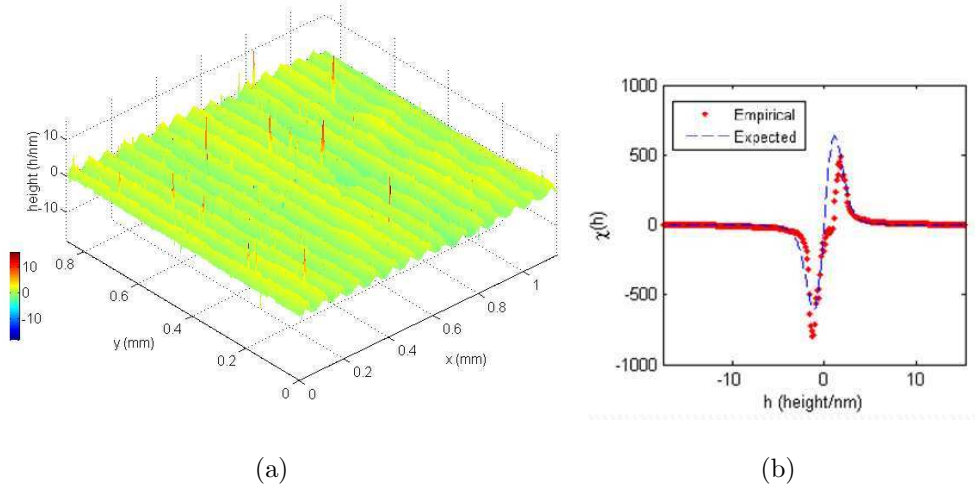 height (h/nm)
10
0
-10
10
0
-10
0.8
0.6
0.4
0.2
0
y (mm)
0
0.2
0.4
0.6
0.8
1
x (mm)
(a)
1000
500
0
-500
-1000
χ(h)
Empirical
Expected
-10
0
10
h (height/nm)
(b)